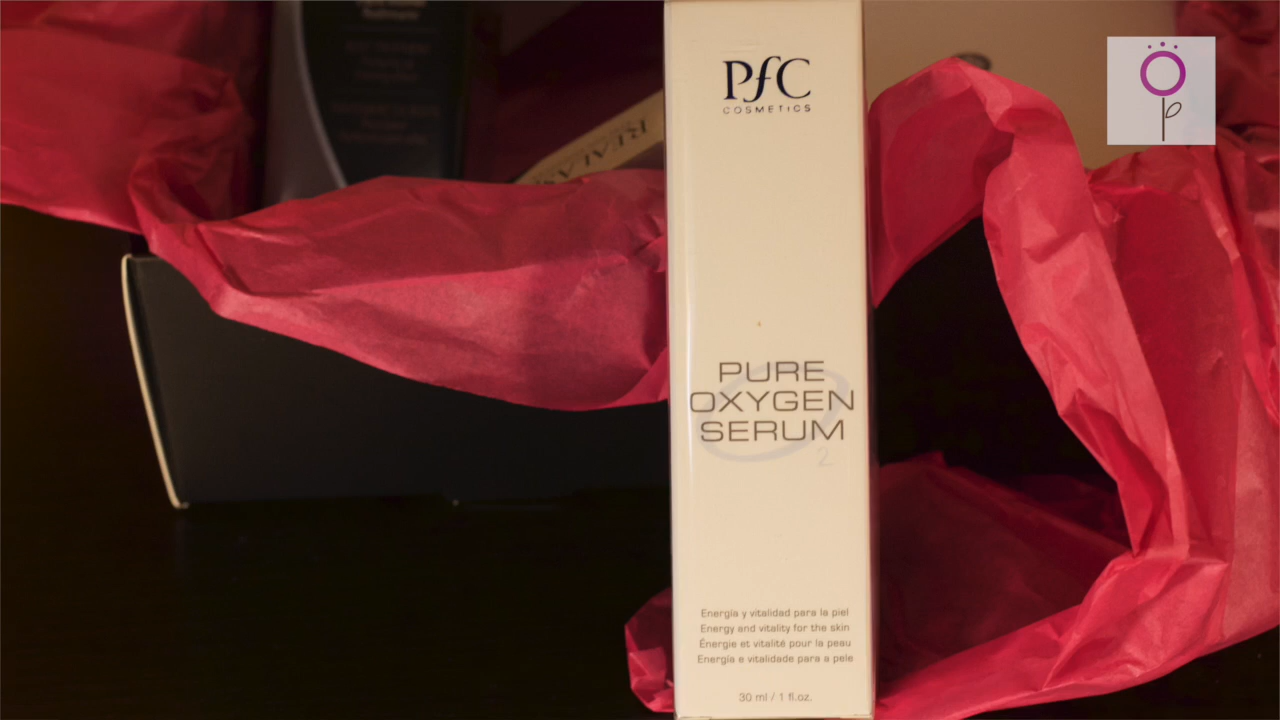 PfC
COSMETICS
PURE
OXYGEN
SERUM
2
Energía y vitalidad para la piel
Energy and vitality for the skin
Énergie et vitalité pour la peau
Energía e vitalidade para a pele
30 ml / 1 fl.oz.